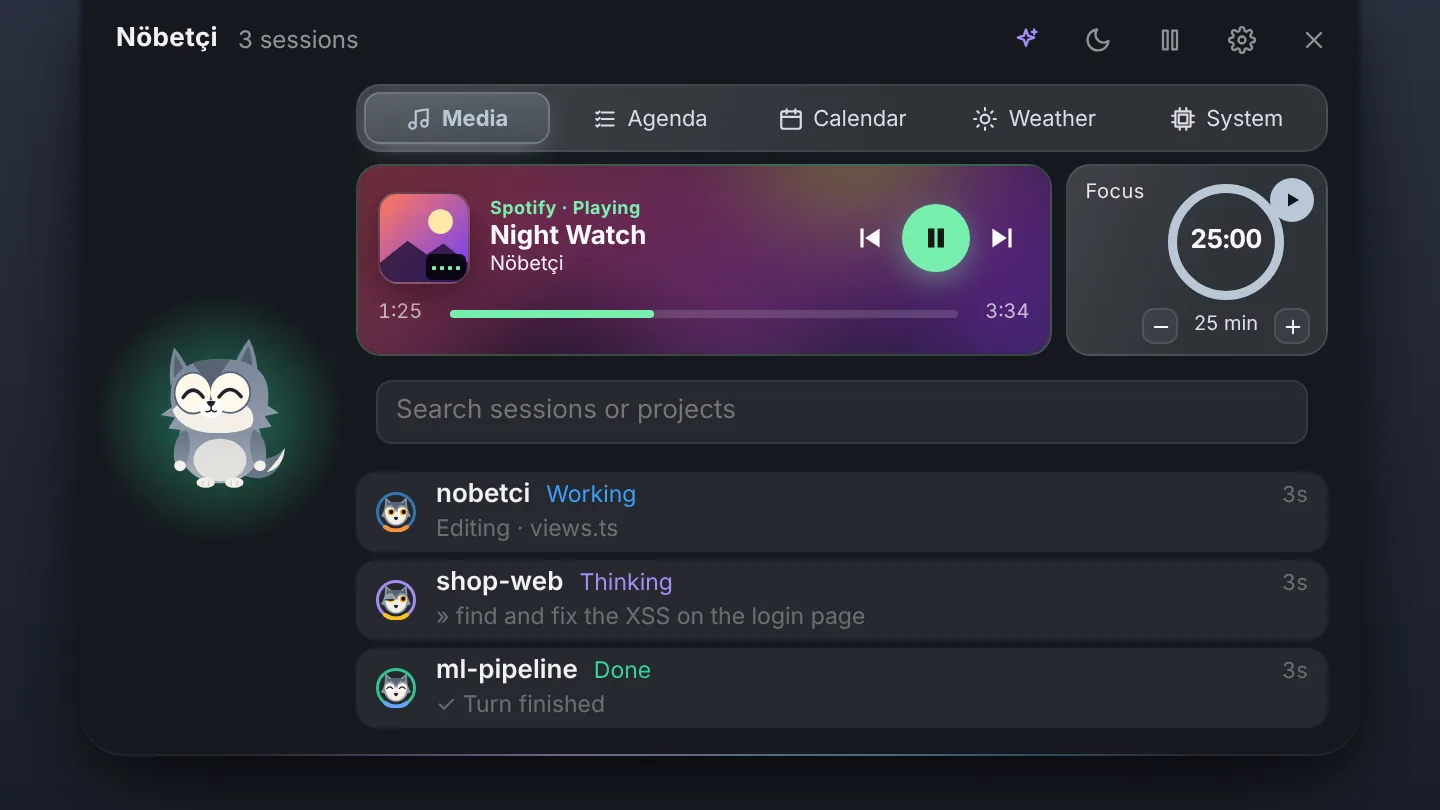 Nöbetçi 3 sessions
Media Agenda Calendar Weather System
Spotify · Playing
Night Watch
Nöbetçi
1:25 3:34
Focus
25:00
25 min
Search sessions or projects
nobetci Working 3s
Editing · views.ts
shop-web Thinking 3s
» find and fix the XSS on the login page
ml-pipeline Done 3s
✓ Turn finished